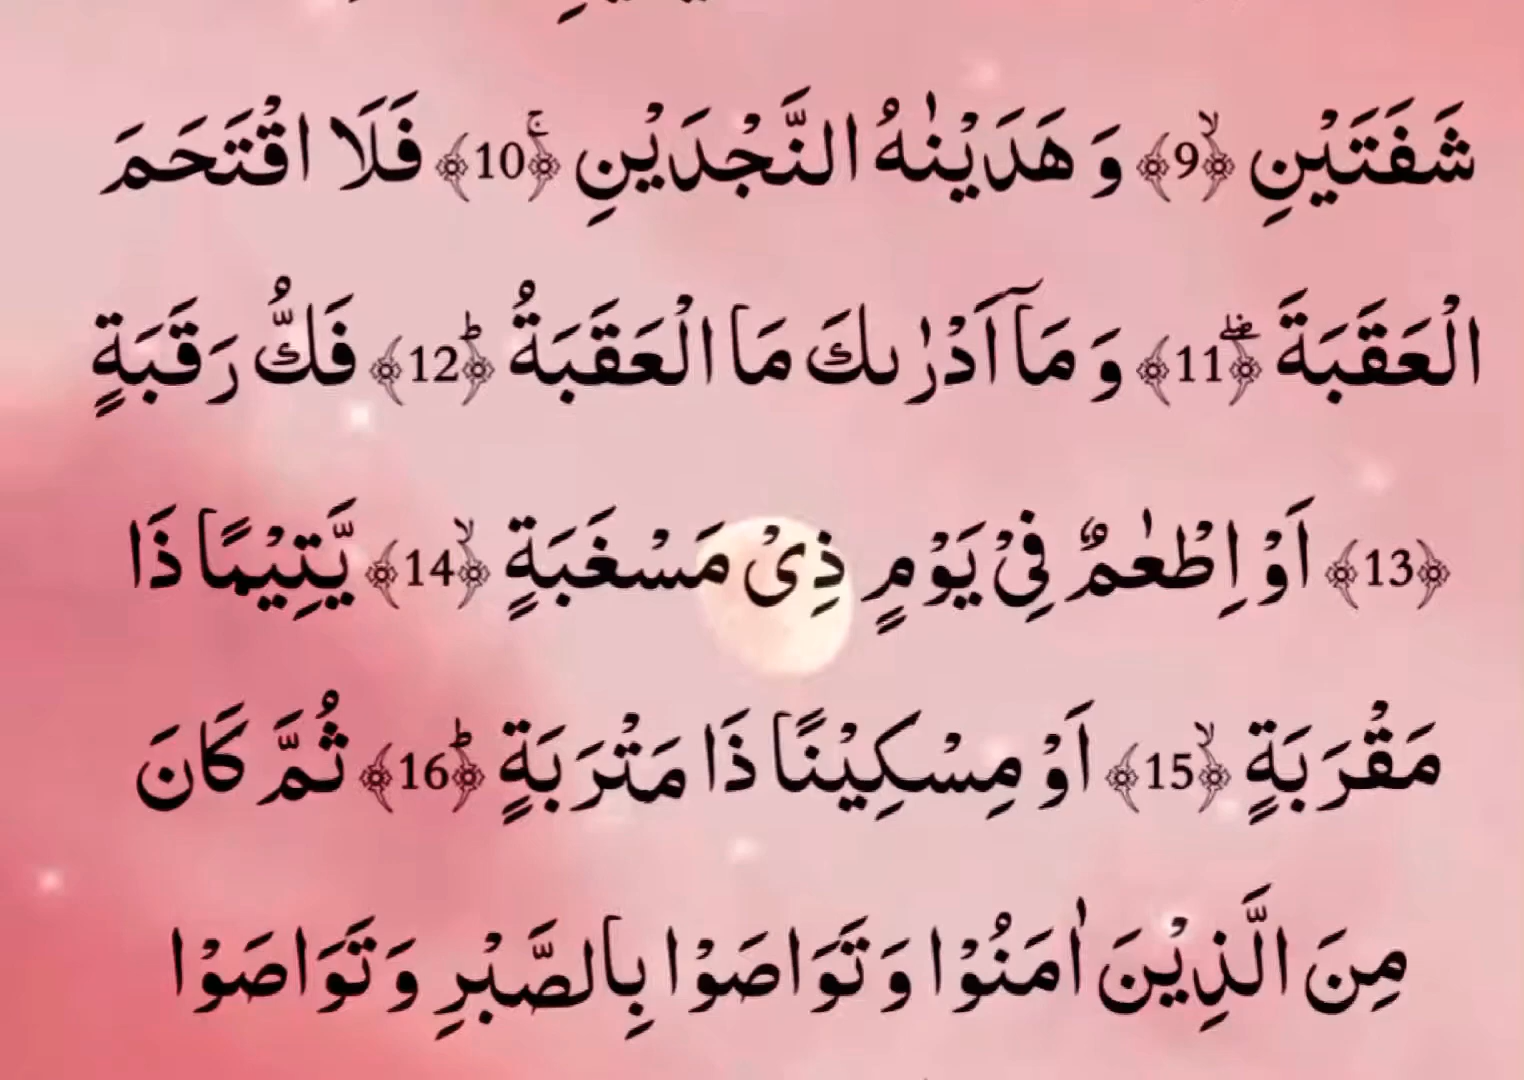 شَفَتَيْنِ ﴿9﴾ۙ وَ هَدَيْنٰهُ النَّجْدَيْنِ ﴿10﴾ۚ فَلَا اقْتَحَمَ
الْعَقَبَةَ ﴿11﴾ۖ وَ مَاۤ اَدْرٰىكَ مَا الْعَقَبَةُ ﴿12﴾ؕ فَكُّ رَقَبَةٍ
﴿13﴾ اَوْ اِطْعٰمٌ فِیْ یَوْمٍ ذِیْ مَسْغَبَةٍ ﴿14﴾ۙ یَّتِیْمًا ذَا
مَقْرَبَةٍ ﴿15﴾ۙ اَوْ مِسْكِیْنًا ذَا مَتْرَبَةٍ ﴿16﴾ؕ ثُمَّ كَانَ
مِنَ الَّذِیْنَ اٰمَنُوْا وَ تَوَاصَوْا بِالصَّبْرِ وَ تَوَاصَوْا